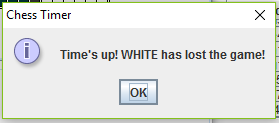 Chess Timer
Time's up! WHITE has lost the game!
OK